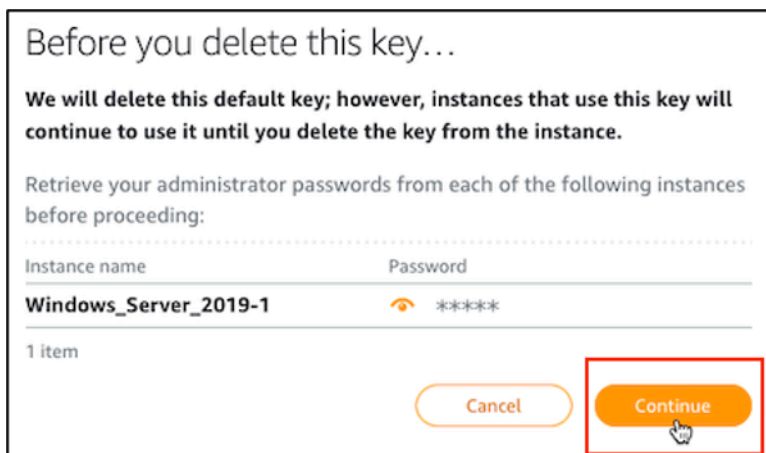 Before you delete this key...
We will delete this default key; however, instances that use this key will
continue to use it until you delete the key from the instance.
Retrieve your administrator passwords from each of the following instances
before proceeding:
Instance name Password
Windows_Server_2019-1 *****
1 item
Cancel Continue